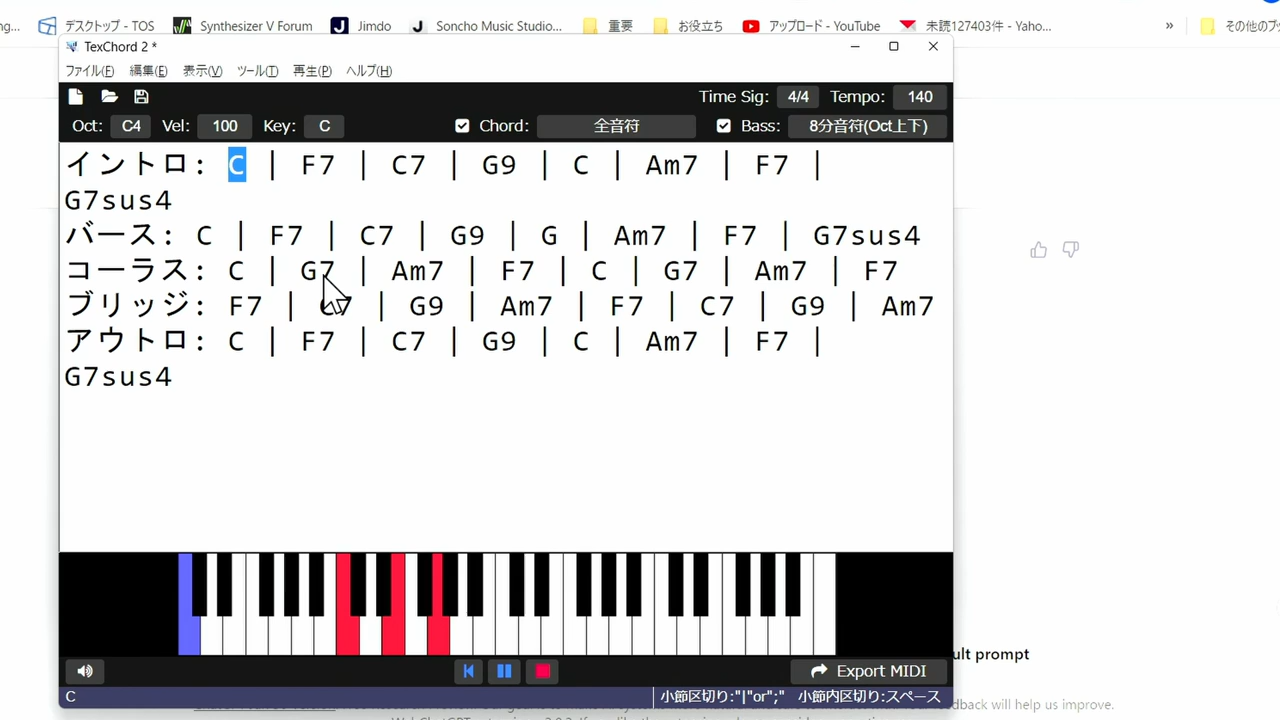 ng... デスクトップ - TOS Synthesizer V Forum Jimdo Soncho Music Studio... 重要 お役立ち アップロード - YouTube 未読127403件 - Yaho... » その他のブッ
TexChord 2 *
ファイル(F) 編集(E) 表示(V) ツール(T) 再生(P) ヘルプ(H)
Time Sig: 4/4 Tempo: 140
Oct: C4 Vel: 100 Key: C Chord: 全音符 Bass: 8分音符(Oct上下)
イントロ: C | F7 | C7 | G9 | C | Am7 | F7 |
G7sus4
バース: C | F7 | C7 | G9 | G | Am7 | F7 | G7sus4
コーラス: C | G7 | Am7 | F7 | C | G7 | Am7 | F7
ブリッジ: F7 | C7 | G9 | Am7 | F7 | C7 | G9 | Am7
アウトロ: C | F7 | C7 | G9 | C | Am7 | F7 |
G7sus4
ult prompt
Export MIDI
C 小節区切り:"|"or";" 小節内区切り:スペース
edback will help us improve.